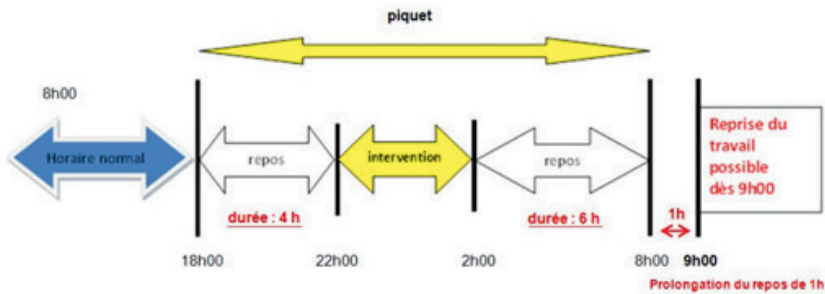 piquet
8h00
Horaire normal
repos
intervention
repos
Reprise du
travail
possible
dès 9h00
durée : 4 h
durée : 6 h
1h
18h00
22h00
2h00
8h00
9h00
Prolongation du repos de 1h